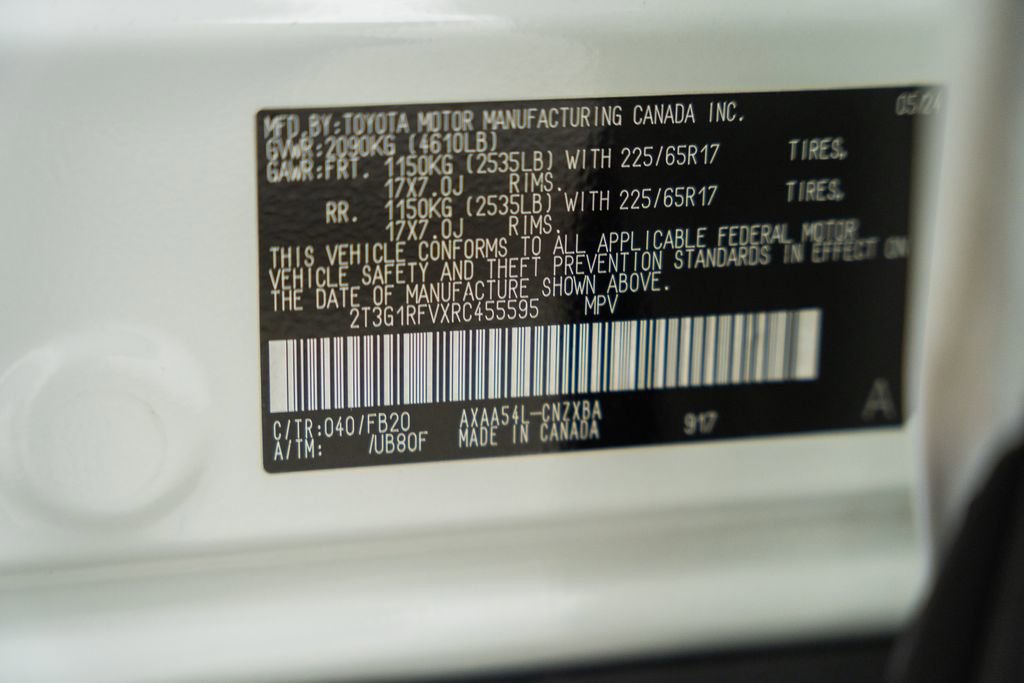 MFD.BY:TOYOTA MOTOR MANUFACTURING CANADA INC. 05/24
GVWR:2090KG (4610LB)
GAWR:FRT. 1150KG (2535LB) WITH 225/65R17 TIRES,
17X7.0J RIMS.
RR. 1150KG (2535LB) WITH 225/65R17 TIRES,
17X7.0J RIMS.
THIS VEHICLE CONFORMS TO ALL APPLICABLE FEDERAL MOTOR
VEHICLE SAFETY AND THEFT PREVENTION STANDARDS IN EFFECT ON
THE DATE OF MANUFACTURE SHOWN ABOVE.
2T3G1RFVXRC455595 MPV
C/TR:040/FB20 AXAA54L-CNZXBA 917 A
A/TM: /UB80F MADE IN CANADA